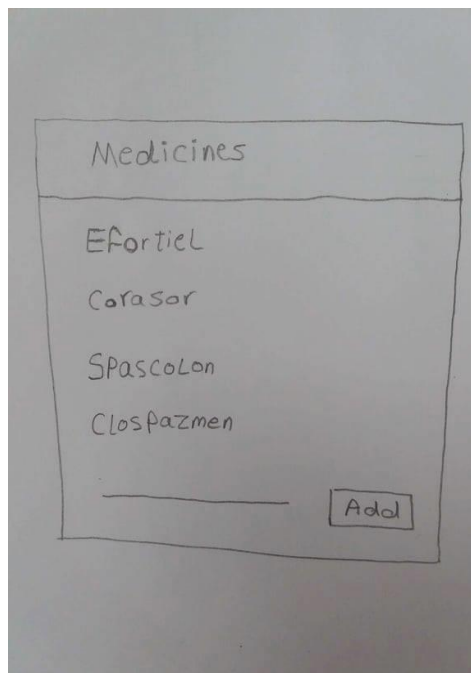 Medicines
Efortiel
Corasor
Spascolon
Clospazmen
Add